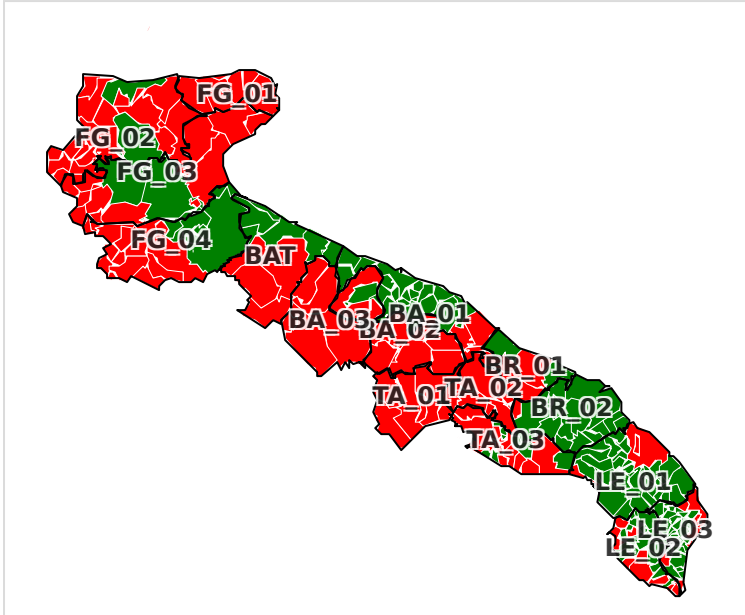 FG_01
FG_02
FG_03
FG_04
BAT
BA_01
BA_03
BA_02
BR_01
TA_02
TA_01
BR_02
TA_03
LE_01
LE_03
LE_02